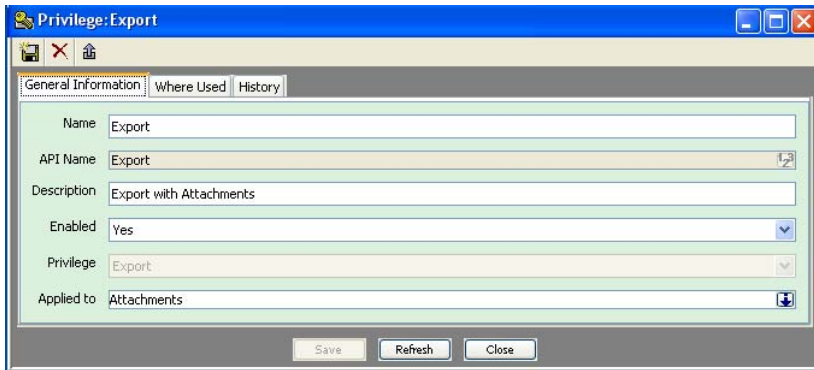 Privilege:Export
General Information Where Used History
Name Export
API Name Export
Description Export with Attachments
Enabled Yes
Privilege Export
Applied to Attachments
Save Refresh Close